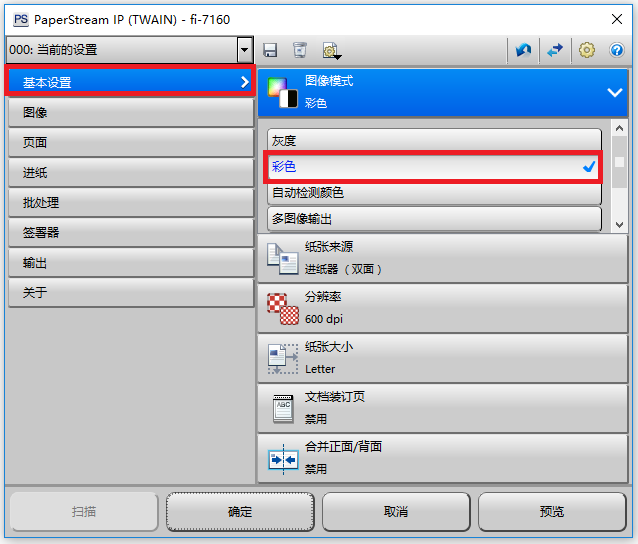 PS PaperStream IP (TWAIN) - fi-7160
000: 当前的设置
基本设置
图像
页面
进纸
批处理
签署器
输出
关于
图像模式
彩色
灰度
彩色
自动检测颜色
多图像输出
纸张来源
进纸器（双面）
分辨率
600 dpi
纸张大小
Letter
ABC
文档装订页
禁用
合并正面/背面
禁用
扫描
确定
取消
预览